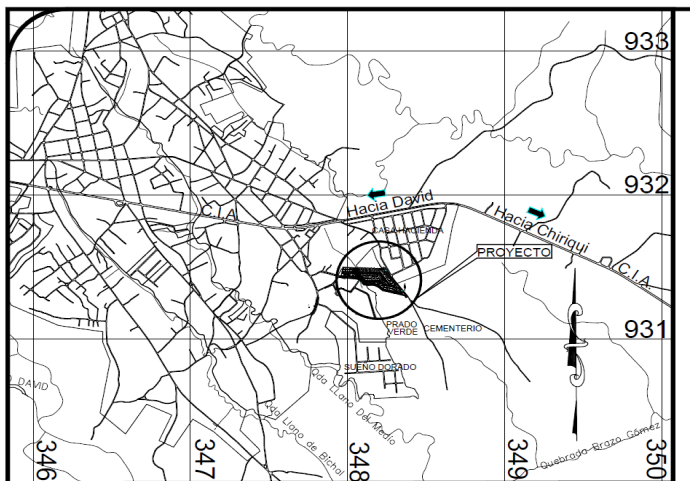 933
932
Hacia David
C.I.A.
Hacia Chiriqui
CASA HACIENDA
PROYECTO
C.I.A.
PRADO
VERDE
CEMENTERIO
931
SUEÑO DORADO
DAVID
Qda LLano Del Medio
Qda Llano de Bichal
Quebrada Brazo Gómez
346
347
348
349
350